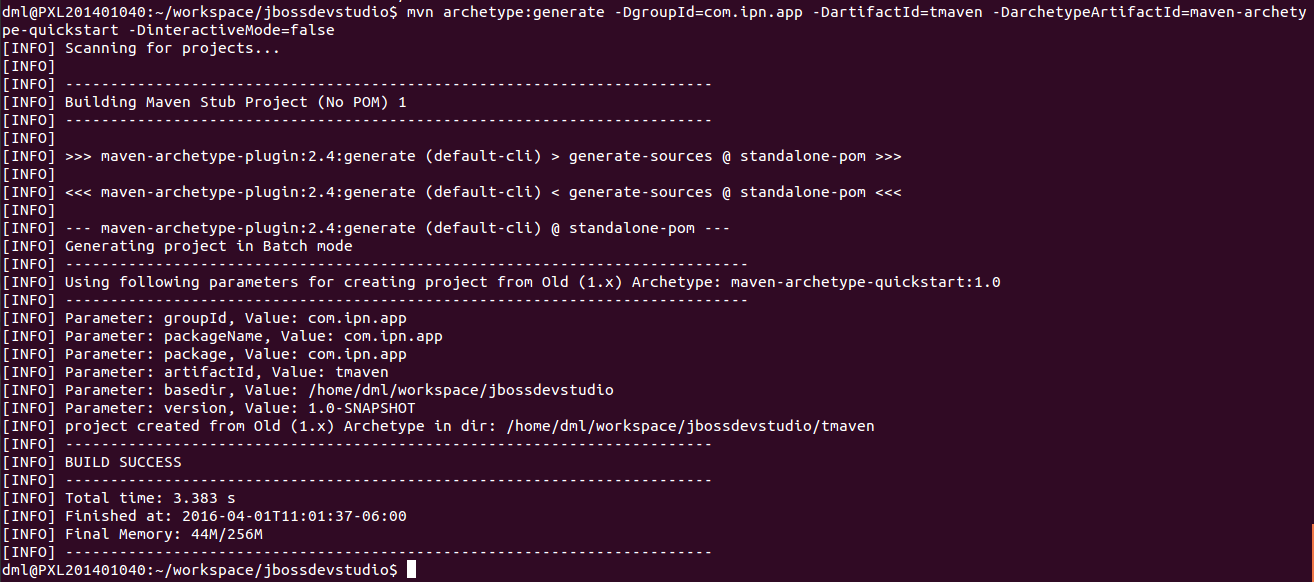 dml@PXL201401040:~/workspace/jbossdevstudio$ mvn archetype:generate -DgroupId=com.ipn.app -DartifactId=tmaven -DarchetypeArtifactId=maven-archety
pe-quickstart -DinteractiveMode=false
[INFO] Scanning for projects...
[INFO]
[INFO] ------------------------------------------------------------------------
[INFO] Building Maven Stub Project (No POM) 1
[INFO] ------------------------------------------------------------------------
[INFO]
[INFO] >>> maven-archetype-plugin:2.4:generate (default-cli) > generate-sources @ standalone-pom >>>
[INFO]
[INFO] <<< maven-archetype-plugin:2.4:generate (default-cli) < generate-sources @ standalone-pom <<<
[INFO]
[INFO] --- maven-archetype-plugin:2.4:generate (default-cli) @ standalone-pom ---
[INFO] Generating project in Batch mode
[INFO] ----------------------------------------------------------------------------
[INFO] Using following parameters for creating project from Old (1.x) Archetype: maven-archetype-quickstart:1.0
[INFO] ----------------------------------------------------------------------------
[INFO] Parameter: groupId, Value: com.ipn.app
[INFO] Parameter: packageName, Value: com.ipn.app
[INFO] Parameter: package, Value: com.ipn.app
[INFO] Parameter: artifactId, Value: tmaven
[INFO] Parameter: basedir, Value: /home/dml/workspace/jbossdevstudio
[INFO] Parameter: version, Value: 1.0-SNAPSHOT
[INFO] project created from Old (1.x) Archetype in dir: /home/dml/workspace/jbossdevstudio/tmaven
[INFO] ------------------------------------------------------------------------
[INFO] BUILD SUCCESS
[INFO] ------------------------------------------------------------------------
[INFO] Total time: 3.383 s
[INFO] Finished at: 2016-04-01T11:01:37-06:00
[INFO] Final Memory: 44M/256M
[INFO] ------------------------------------------------------------------------
dml@PXL201401040:~/workspace/jbossdevstudio$